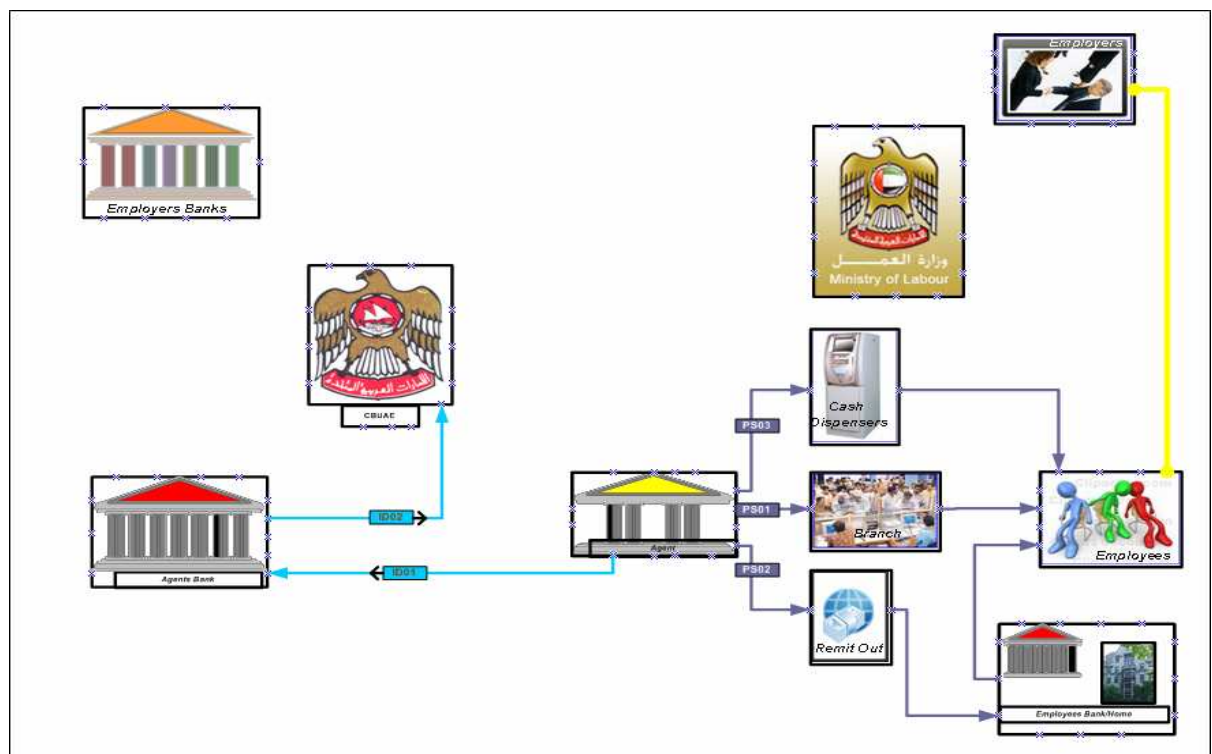 Employers
Employers Banks
وزارة العمل
Ministry of Labour
CBUAE
Cash
Dispensers
PS03
ID02
PS01
Agent
Branch
Employees
Agents Bank
ID01
PS02
Remit Out
Employees Bank/Home